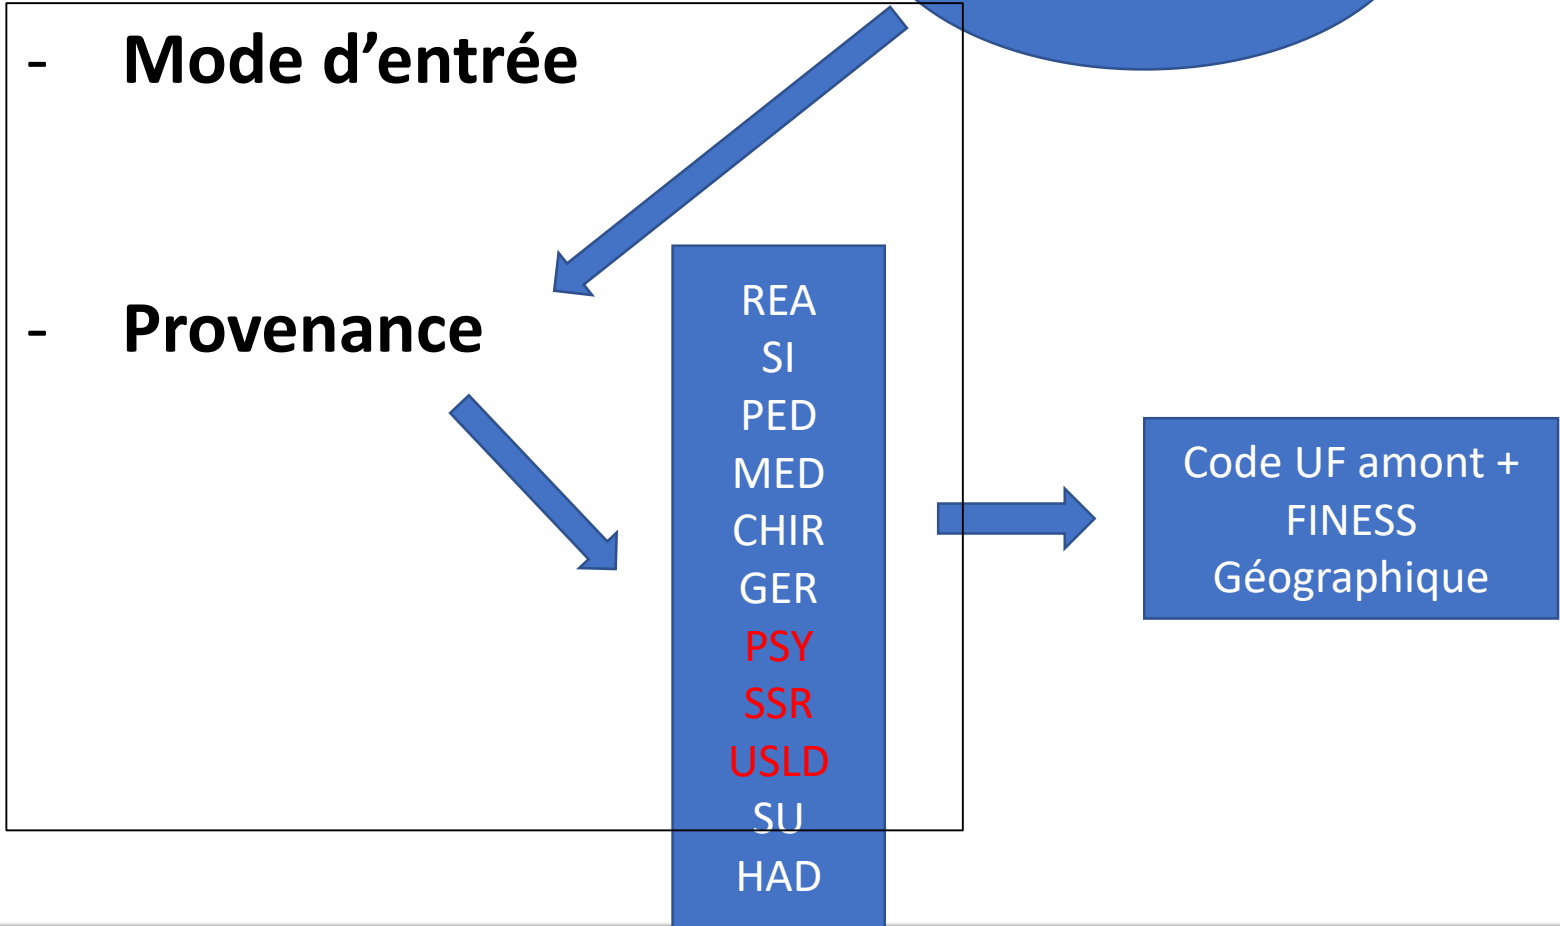 - Mode d’entrée
- Provenance
REA
SI
PED
MED
CHIR
GER
PSY
SSR
USLD
SU
HAD
Code UF amont +
FINESS
Géographique